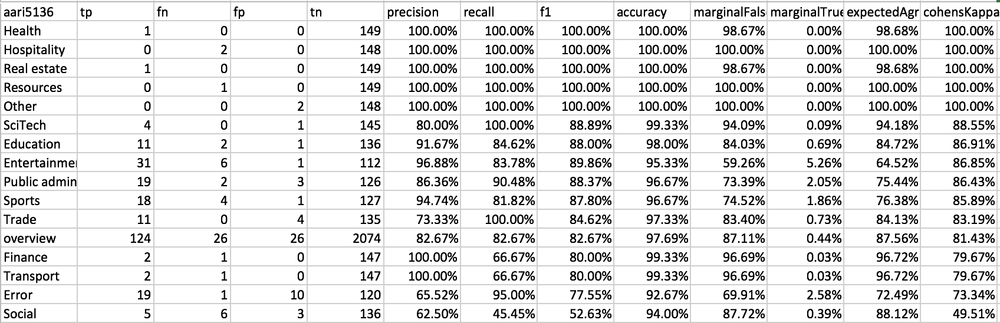 aari5136 tp fn fp tn precision recall f1 accuracy marginalFals marginalTrue expectedAgr cohensKappa
Health 1 0 0 149 100.00% 100.00% 100.00% 100.00% 98.67% 0.00% 98.68% 100.00%
Hospitality 0 2 0 148 100.00% 100.00% 100.00% 100.00% 100.00% 0.00% 100.00% 100.00%
Real estate 1 0 0 149 100.00% 100.00% 100.00% 100.00% 98.67% 0.00% 98.68% 100.00%
Resources 0 1 0 149 100.00% 100.00% 100.00% 100.00% 100.00% 0.00% 100.00% 100.00%
Other 0 0 2 148 100.00% 100.00% 100.00% 100.00% 100.00% 0.00% 100.00% 100.00%
SciTech 4 0 1 145 80.00% 100.00% 88.89% 99.33% 94.09% 0.09% 94.18% 88.55%
Education 11 2 1 136 91.67% 84.62% 88.00% 98.00% 84.03% 0.69% 84.72% 86.91%
Entertainme 31 6 1 112 96.88% 83.78% 89.86% 95.33% 59.26% 5.26% 64.52% 86.85%
Public admin 19 2 3 126 86.36% 90.48% 88.37% 96.67% 73.39% 2.05% 75.44% 86.43%
Sports 18 4 1 127 94.74% 81.82% 87.80% 96.67% 74.52% 1.86% 76.38% 85.89%
Trade 11 0 4 135 73.33% 100.00% 84.62% 97.33% 83.40% 0.73% 84.13% 83.19%
overview 124 26 26 2074 82.67% 82.67% 82.67% 97.69% 87.11% 0.44% 87.56% 81.43%
Finance 2 1 0 147 100.00% 66.67% 80.00% 99.33% 96.69% 0.03% 96.72% 79.67%
Transport 2 1 0 147 100.00% 66.67% 80.00% 99.33% 96.69% 0.03% 96.72% 79.67%
Error 19 1 10 120 65.52% 95.00% 77.55% 92.67% 69.91% 2.58% 72.49% 73.34%
Social 5 6 3 136 62.50% 45.45% 52.63% 94.00% 87.72% 0.39% 88.12% 49.51%